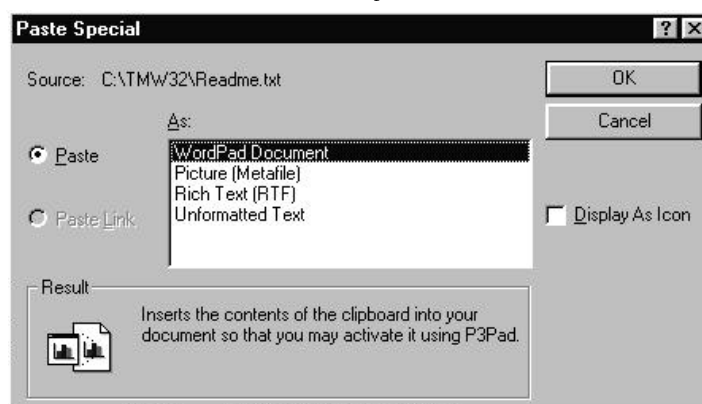 Paste Special
Source: C:\TMW32\Readme.txt
OK
As:
Cancel
Paste
WordPad Document
Picture (Metafile)
Rich Text (RTF)
Unformatted Text
Paste Link
Display As Icon
Result
Inserts the contents of the clipboard into your
document so that you may activate it using P3Pad.